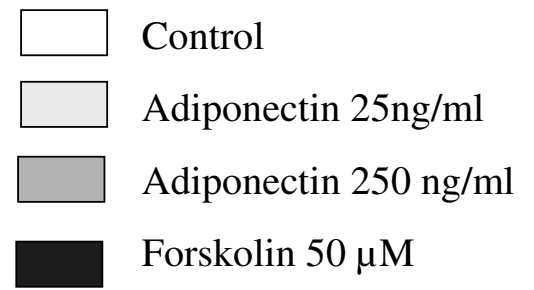 Control
Adiponectin 25ng/ml
Adiponectin 250 ng/ml
Forskolin 50 µM